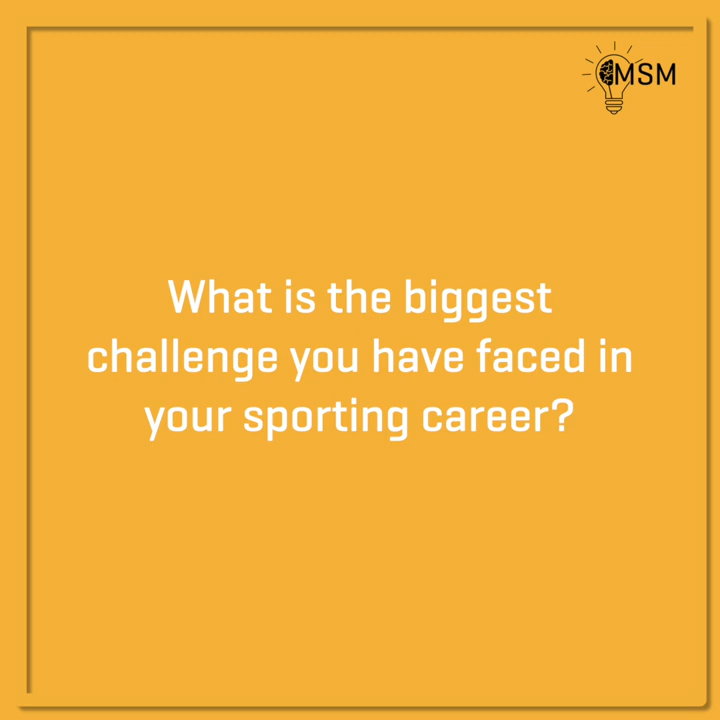 MSM
What is the biggest
challenge you have faced in
your sporting career?